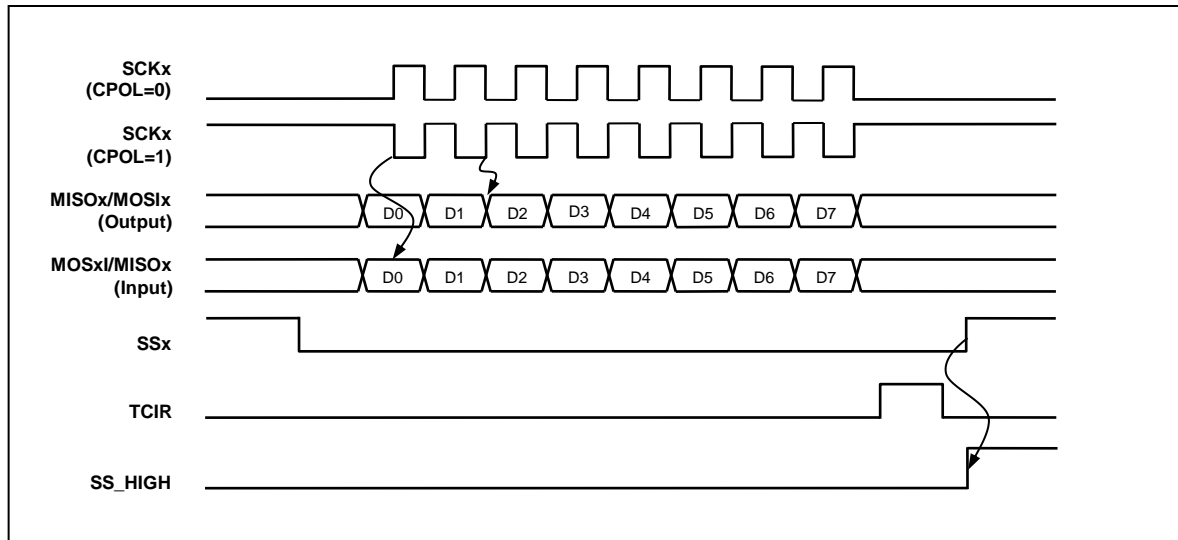 SCKx
(CPOL=0)
SCKx
(CPOL=1)
MISOx/MOSIx
(Output)
D0 D1 D2 D3 D4 D5 D6 D7
MOSxI/MISOx
(Input)
D0 D1 D2 D3 D4 D5 D6 D7
SSx
TCIR
SS_HIGH